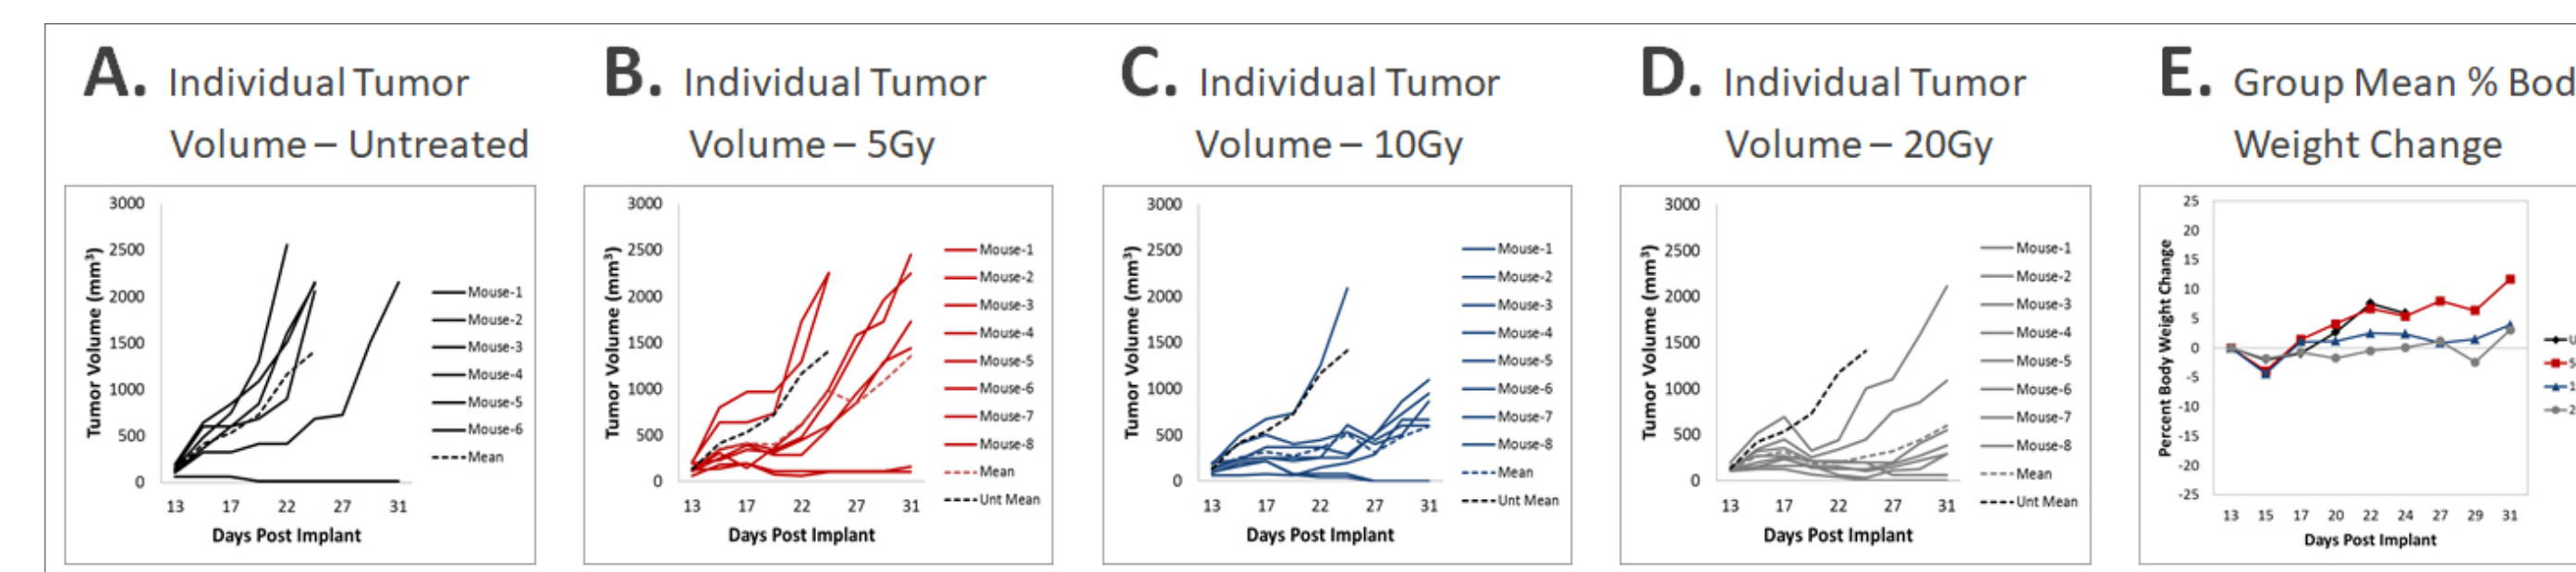 A. Individual Tumor
Volume – Untreated
B. Individual Tumor
Volume – 5Gy
C. Individual Tumor
Volume – 10Gy
D. Individual Tumor
Volume – 20Gy
E. Group Mean % Bod
Weight Change
Tumor Volume (mm³)
3000
2500
2000
1500
1000
500
0
13 17 22 27 31
Days Post Implant
Mouse-1
Mouse-2
Mouse-3
Mouse-4
Mouse-5
Mouse-6
Mean
Tumor Volume (mm³)
3000
2500
2000
1500
1000
500
0
13 17 22 27 31
Days Post Implant
Mouse-1
Mouse-2
Mouse-3
Mouse-4
Mouse-5
Mouse-6
Mouse-7
Mouse-8
Mean
Unt Mean
Tumor Volume (mm³)
3000
2500
2000
1500
1000
500
0
13 17 22 27 31
Days Post Implant
Mouse-1
Mouse-2
Mouse-3
Mouse-4
Mouse-5
Mouse-6
Mouse-7
Mouse-8
Mean
Unt Mean
Tumor Volume (mm³)
3000
2500
2000
1500
1000
500
0
13 17 22 27 31
Days Post Implant
Mouse-1
Mouse-2
Mouse-3
Mouse-4
Mouse-5
Mouse-6
Mouse-7
Mouse-8
Mean
Unt Mean
Percent Body Weight Change
25
20
15
10
5
0
-5
-10
-15
-20
-25
13 15 17 20 22 24 27 29 31
Days Post Implant